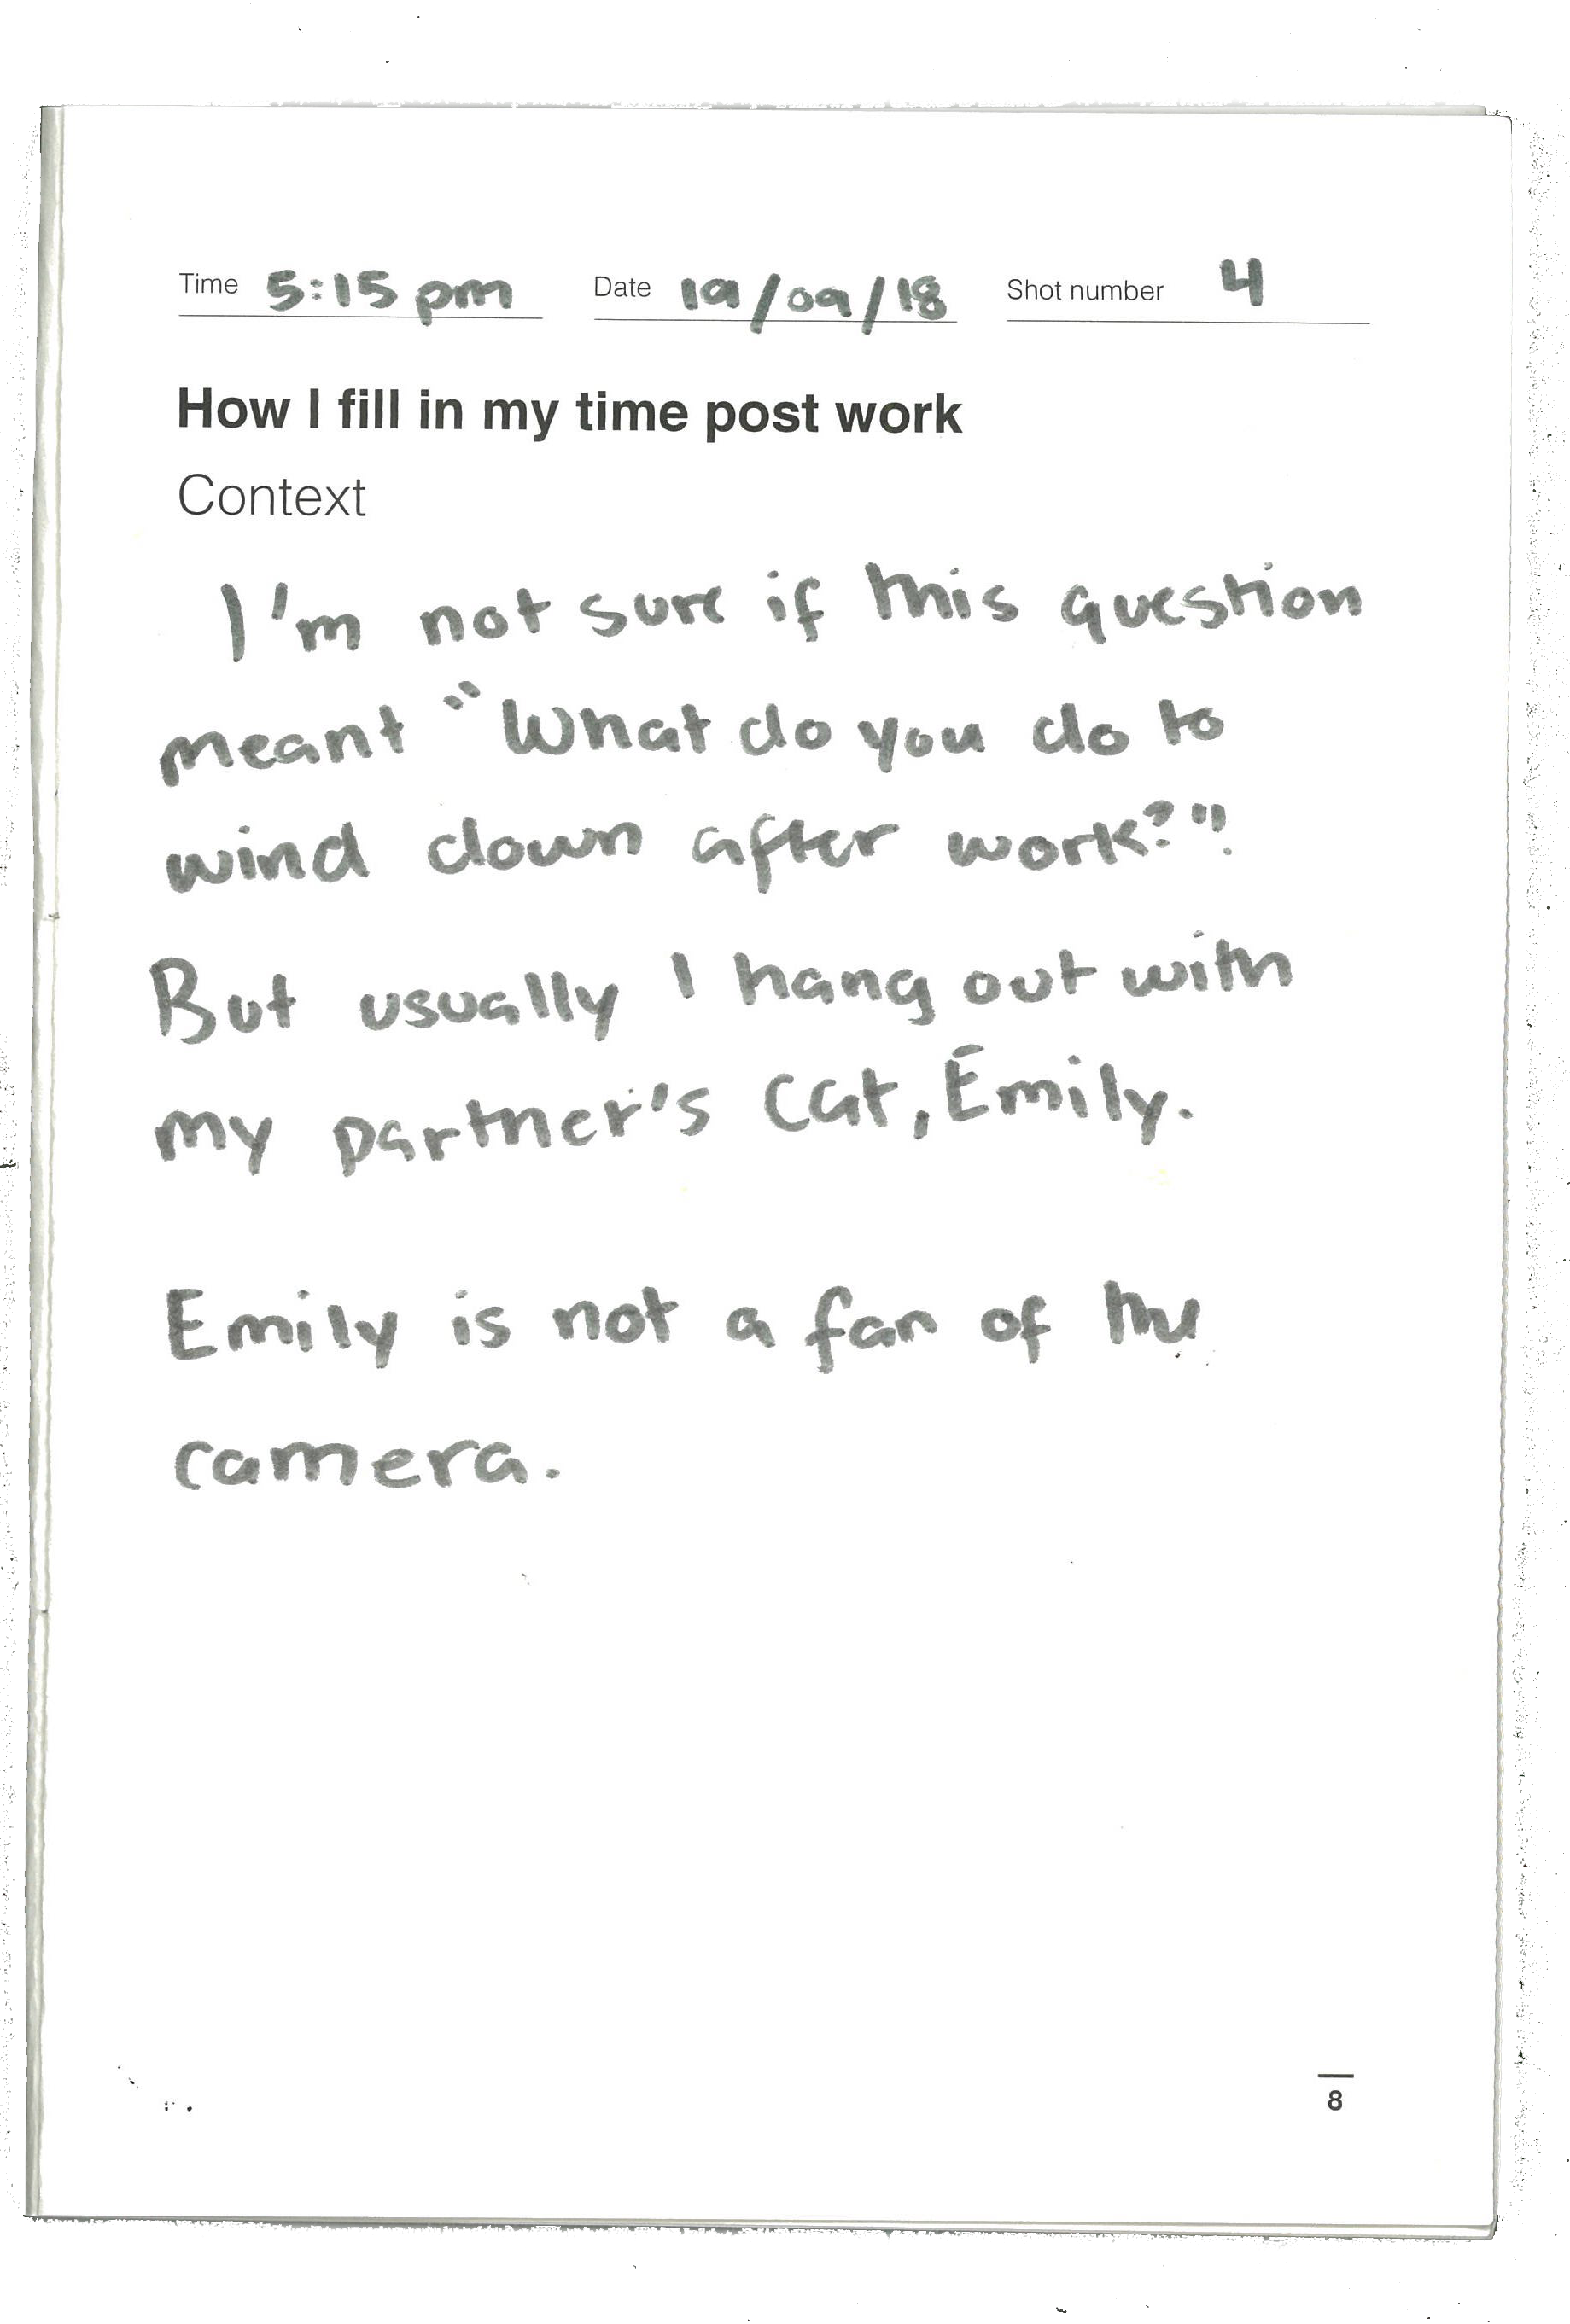 Time 5:15 pm Date 19/09/18 Shot number 4
How I fill in my time post work
Context
I'm not sure if this question
meant "What do you do to
wind down after work?".
But usually I hang out with
my partner's cat, Emily.
Emily is not a fan of the
camera.
8